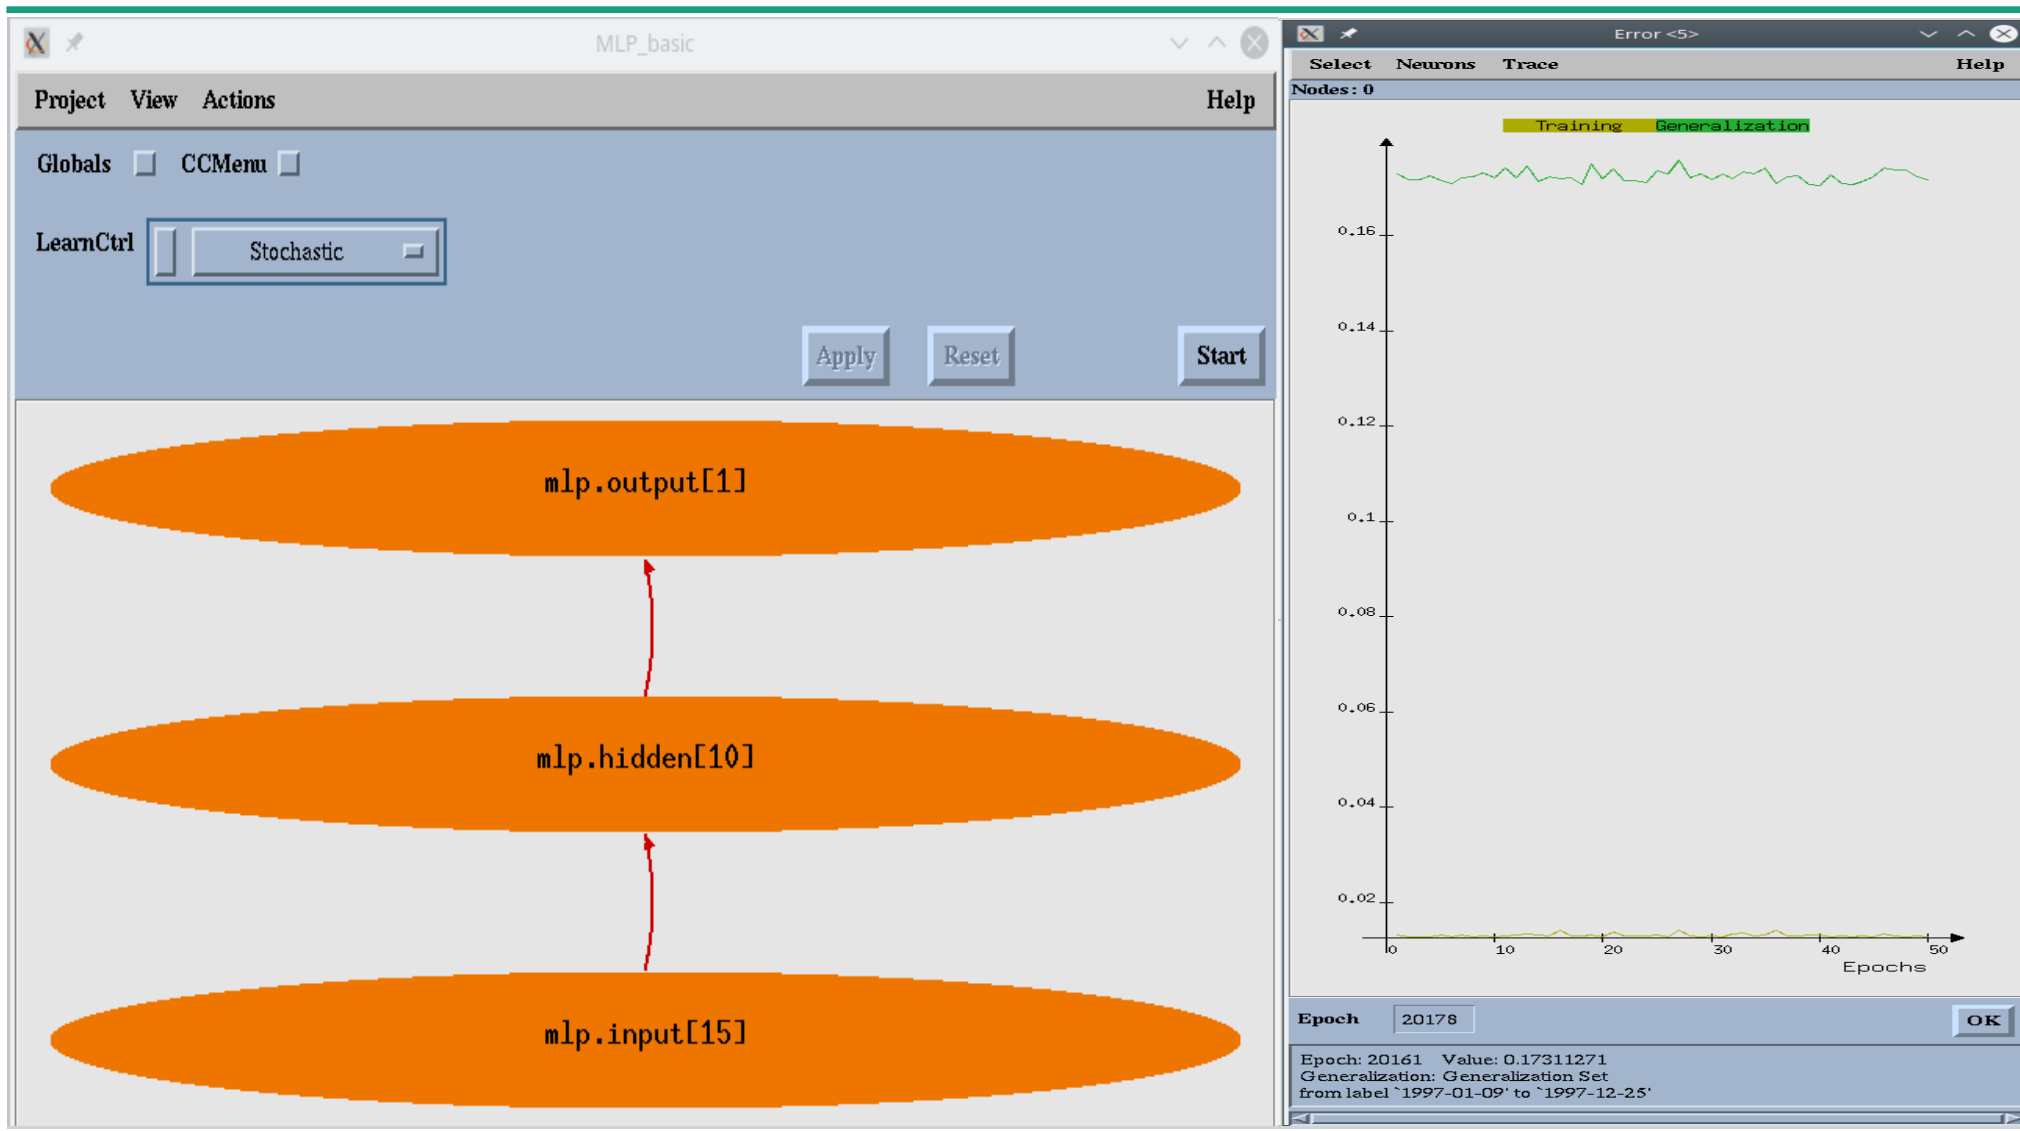 MLP_basic
Project View Actions Help
Globals CCMenu
LearnCtrl Stochastic
Apply Reset Start
mlp.output[1]
mlp.hidden[10]
mlp.input[15]
Error <5>
Select Neurons Trace Help
Nodes: 0
Training Generalization
0.16
0.14
0.12
0.1
0.08
0.06
0.04
0.02
0 10 20 30 40 50
Epochs
Epoch 20178 OK
Epoch: 20161 Value: 0.17311271
Generalization: Generalization Set
from label `1997-01-09' to `1997-12-25'